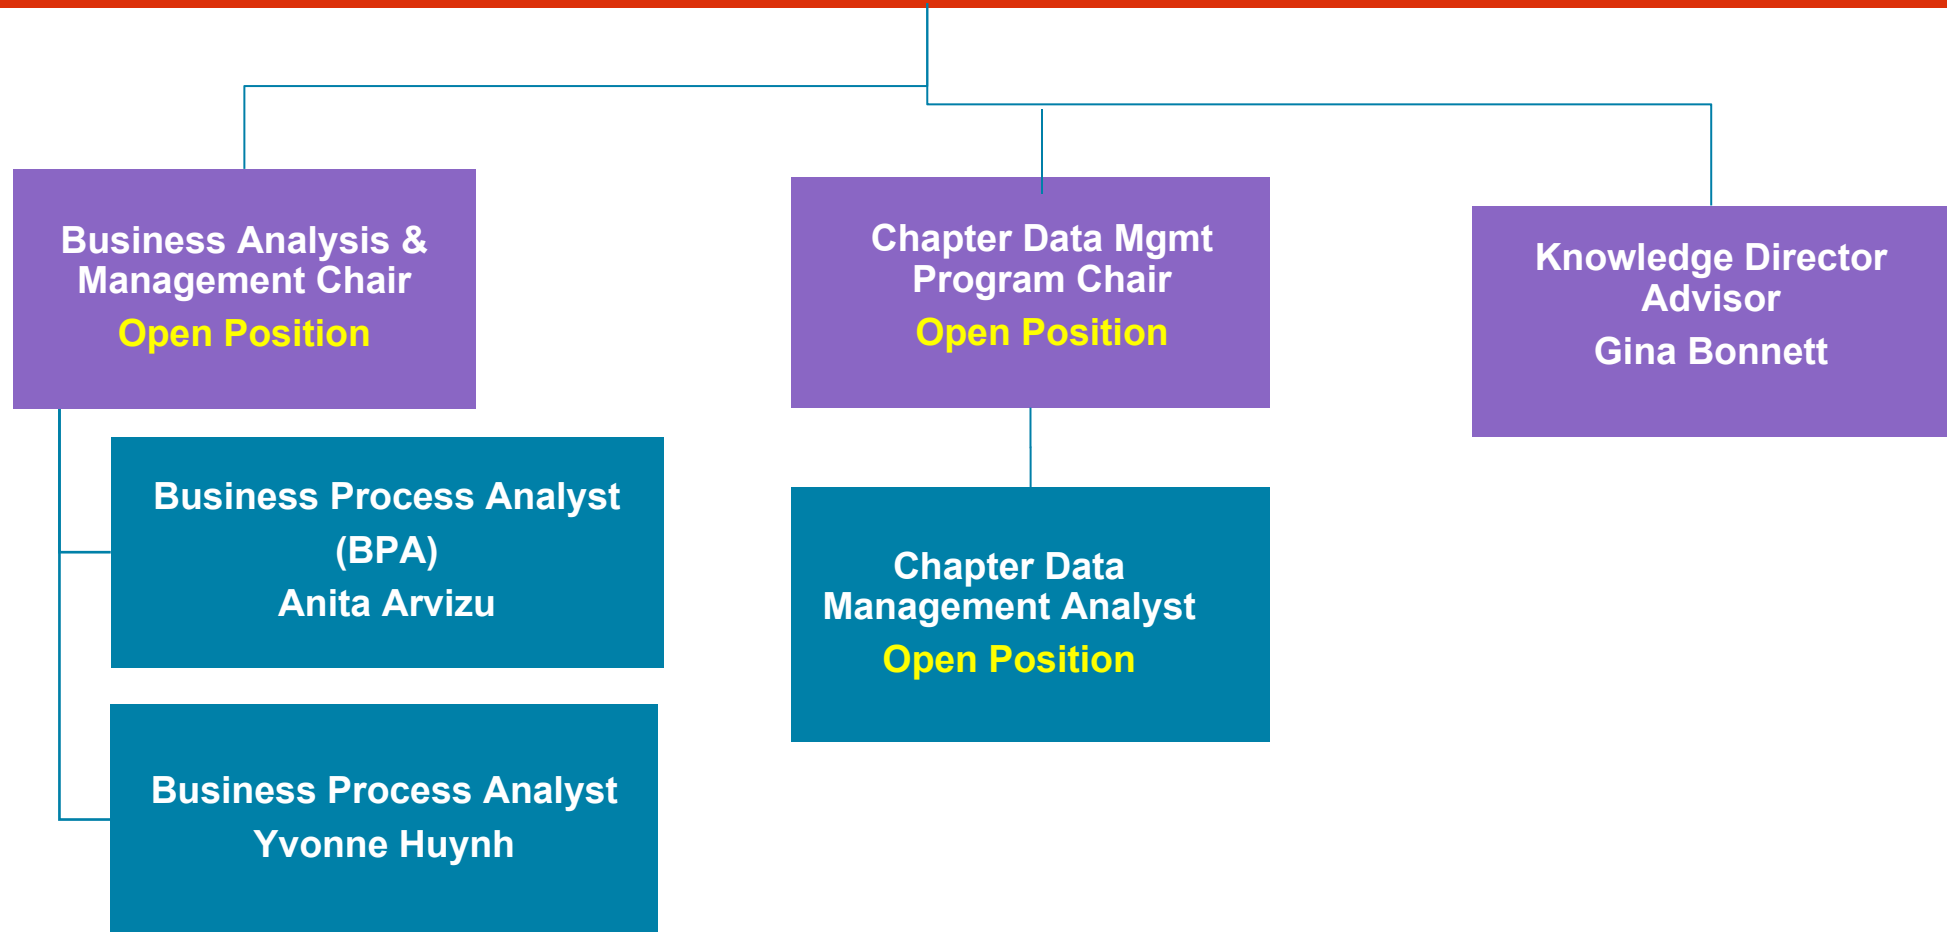 Business Analysis &
Management Chair
Open Position
Chapter Data Mgmt
Program Chair
Open Position
Knowledge Director
Advisor
Gina Bonnett
Business Process Analyst
(BPA)
Anita Arvizu
Chapter Data
Management Analyst
Open Position
Business Process Analyst
Yvonne Huynh